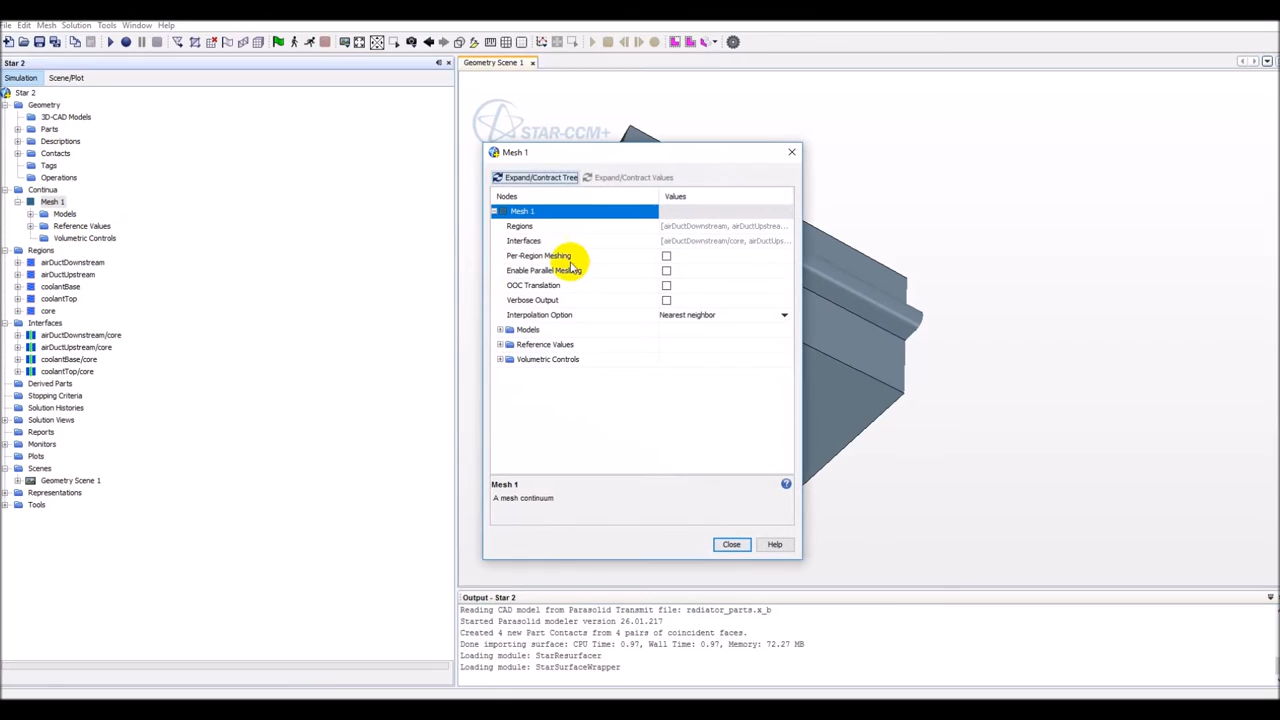 File Edit Mesh Solution Tools Window Help
Star 2
Simulation Scene/Plot
Star 2
Geometry
3D-CAD Models
Parts
Descriptions
Contacts
Tags
Operations
Continua
Mesh 1
Models
Reference Values
Volumetric Controls
Regions
airDuctDownstream
airDuctUpstream
coolantBase
coolantTop
core
Interfaces
airDuctDownstream/core
airDuctUpstream/core
coolantBase/core
coolantTop/core
Derived Parts
Stopping Criteria
Solution Histories
Solution Views
Reports
Monitors
Plots
Scenes
Geometry Scene 1
Representations
Tools
Geometry Scene 1
STAR-CCM+
Mesh 1
Expand/Contract Tree Expand/Contract Values
Nodes Values
Mesh 1
Regions [airDuctDownstream, airDuctUpstrea...
Interfaces [airDuctDownstream/core, airDuctUps...
Per-Region Meshing
Enable Parallel Meshing
OOC Translation
Verbose Output
Interpolation Option Nearest neighbor
Models
Reference Values
Volumetric Controls
Mesh 1
A mesh continuum
Close Help
Output - Star 2
Reading CAD model from Parasolid Transmit file: radiator_parts.x_b
Started Parasolid modeler version 26.01.217
Created 4 new Part Contacts from 4 pairs of coincident faces.
Done importing surface: CPU Time: 0.97, Wall Time: 0.97, Memory: 72.27 MB
Loading module: StarResurfacer
Loading module: StarSurfaceWrapper